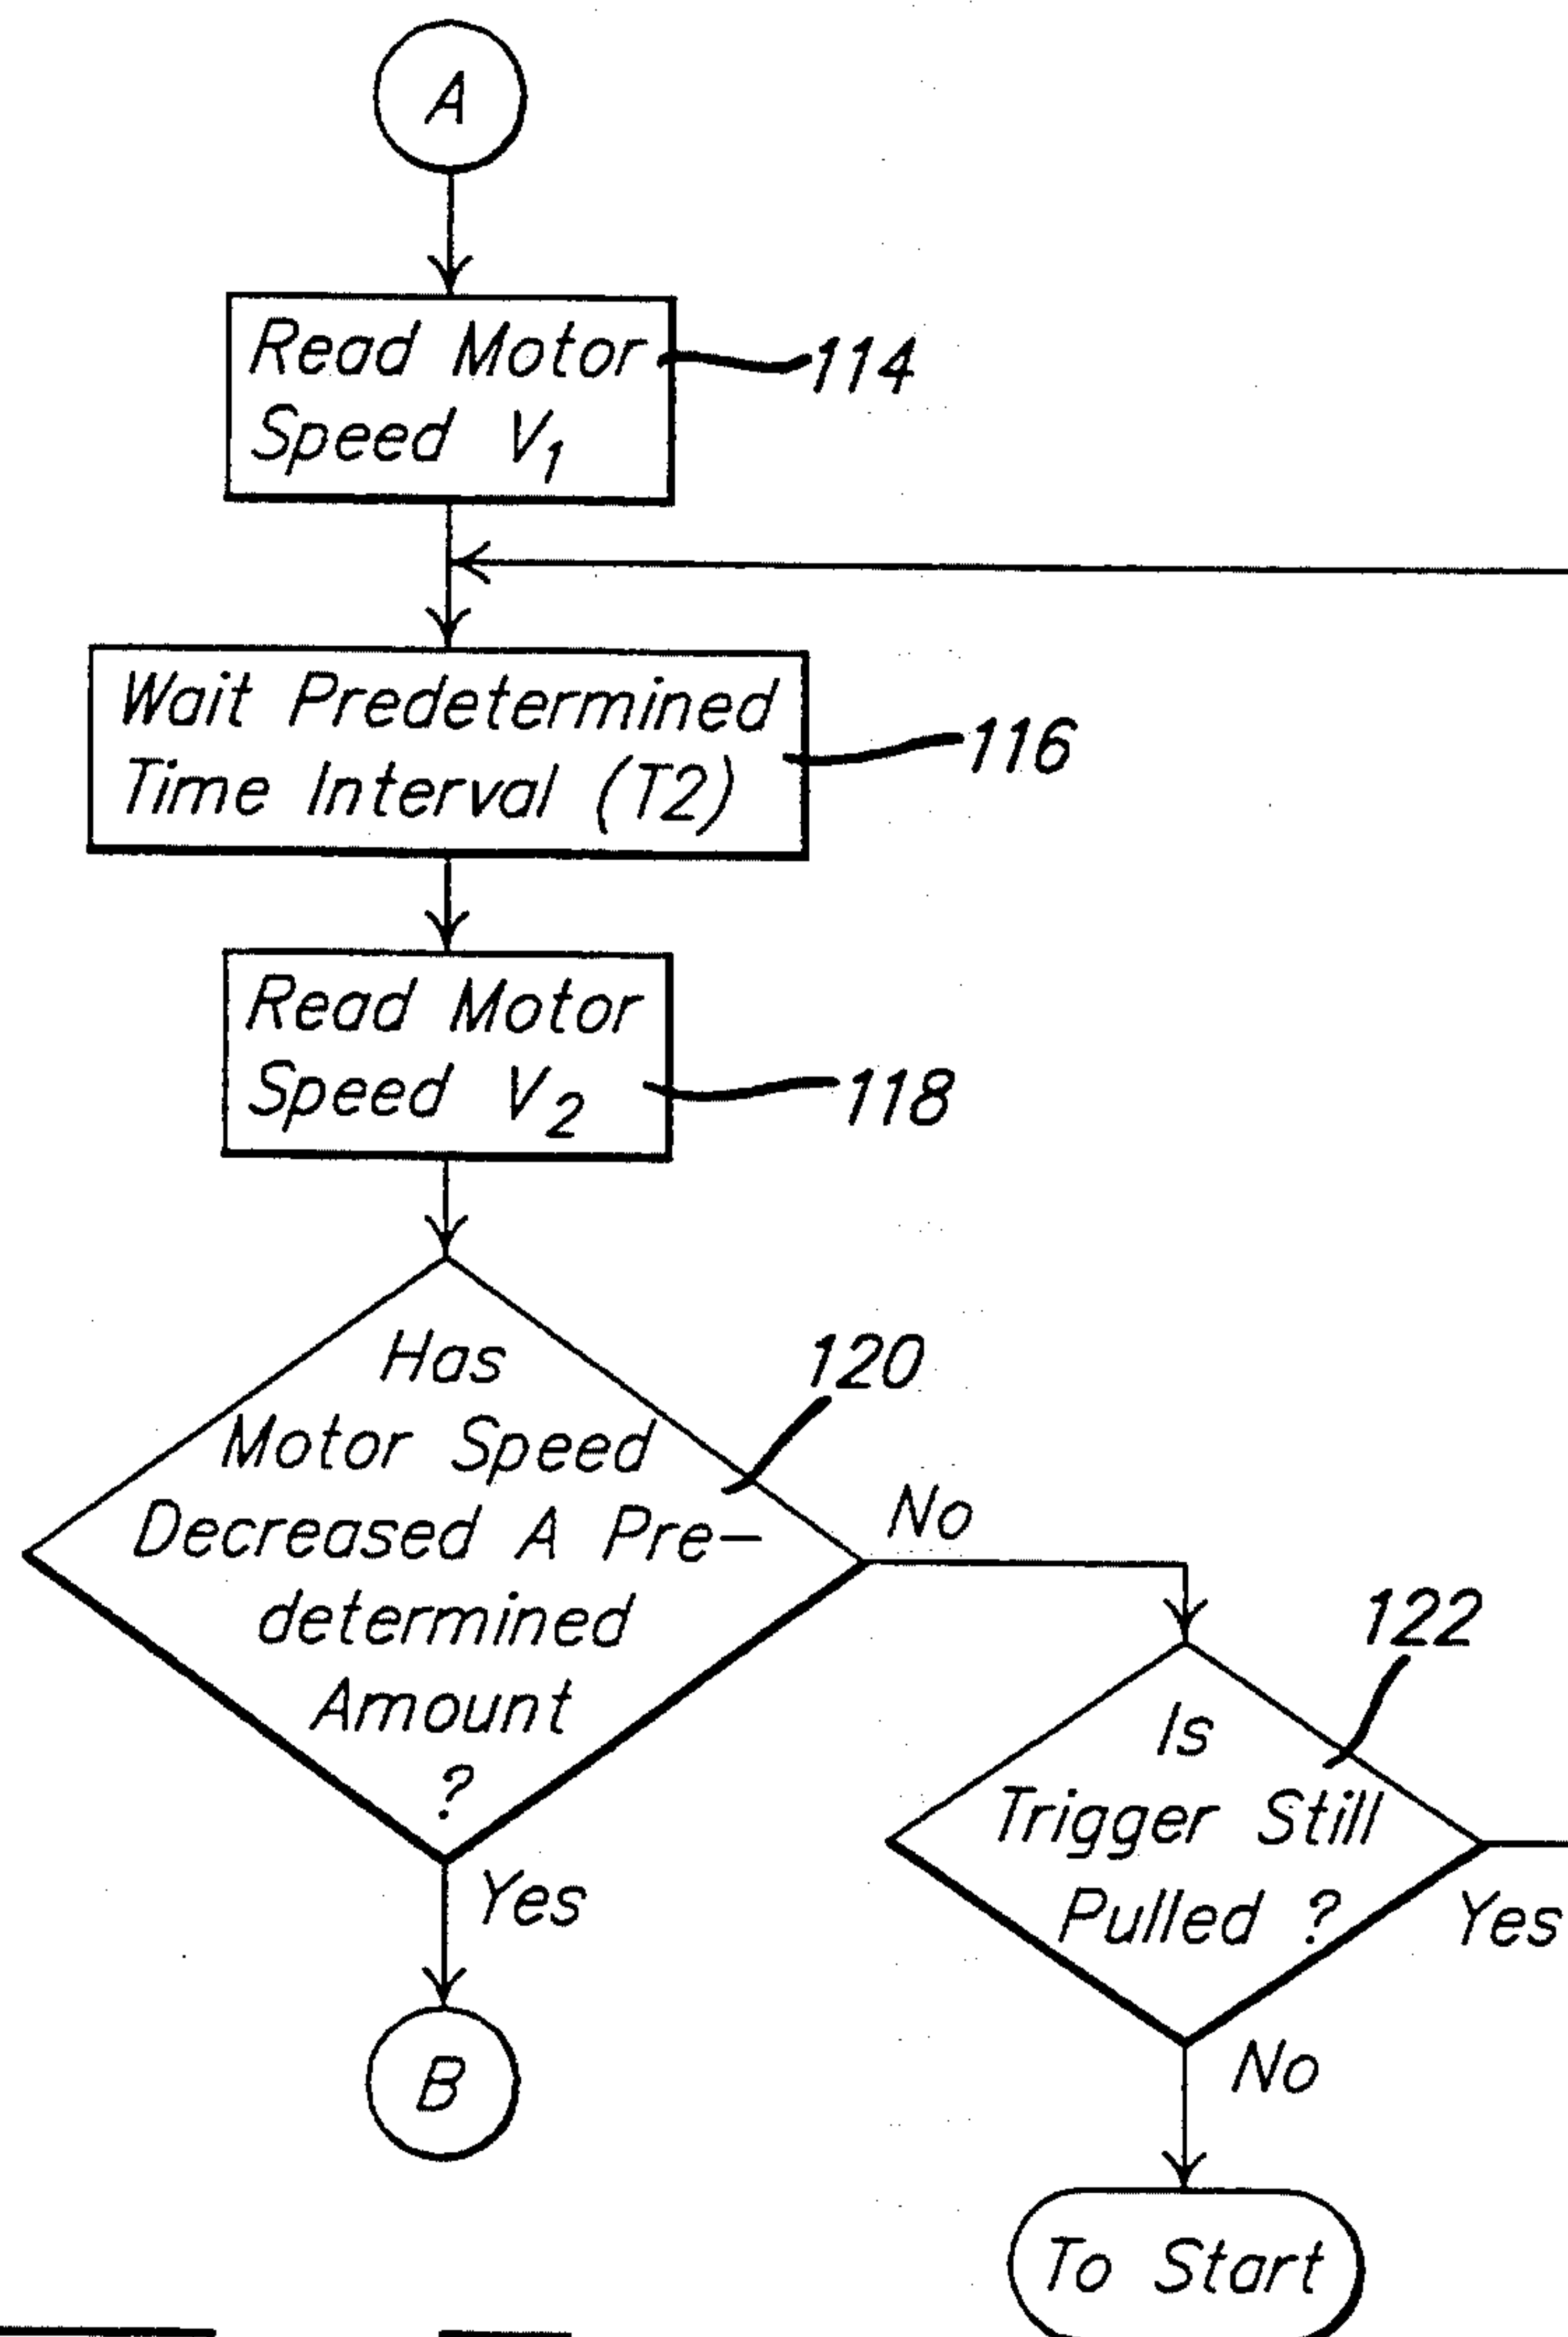 A
Read Motor
Speed V₁
114
Wait Predetermined
Time Interval (T2)
116
Read Motor
Speed V₂
118
Has
Motor Speed
Decreased A Pre-
determined
Amount
?
120
No
Yes
B
Is
Trigger Still
Pulled ?
122
Yes
No
To Start